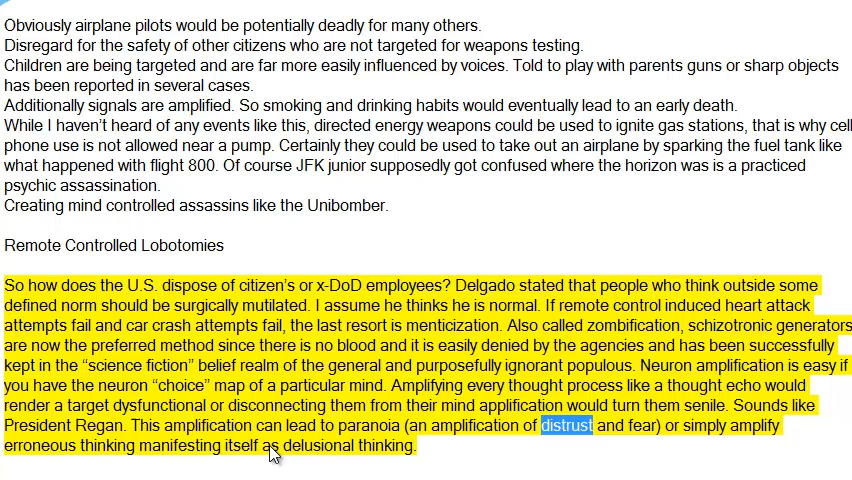 Obviously airplane pilots would be potentially deadly for many others.
Disregard for the safety of other citizens who are not targeted for weapons testing.
Children are being targeted and are far more easily influenced by voices. Told to play with parents guns or sharp objects
has been reported in several cases.
Additionally signals are amplified. So smoking and drinking habits would eventually lead to an early death.
While I haven’t heard of any events like this, directed energy weapons could be used to ignite gas stations, that is why cell
phone use is not allowed near a pump. Certainly they could be used to take out an airplane by sparking the fuel tank like
what happened with flight 800. Of course JFK junior supposedly got confused where the horizon was is a practiced
psychic assassination.
Creating mind controlled assassins like the Unibomber.
Remote Controlled Lobotomies
So how does the U.S. dispose of citizen’s or x-DoD employees? Delgado stated that people who think outside some
defined norm should be surgically mutilated. I assume he thinks he is normal. If remote control induced heart attack
attempts fail and car crash attempts fail, the last resort is menticization. Also called zombification, schizotronic generators
are now the preferred method since there is no blood and it is easily denied by the agencies and has been successfully
kept in the “science fiction” belief realm of the general and purposefully ignorant populous. Neuron amplification is easy if
you have the neuron “choice” map of a particular mind. Amplifying every thought process like a thought echo would
render a target dysfunctional or disconnecting them from their mind applification would turn them senile. Sounds like
President Regan. This amplification can lead to paranoia (an amplification of distrust and fear) or simply amplify
erroneous thinking manifesting itself as delusional thinking.